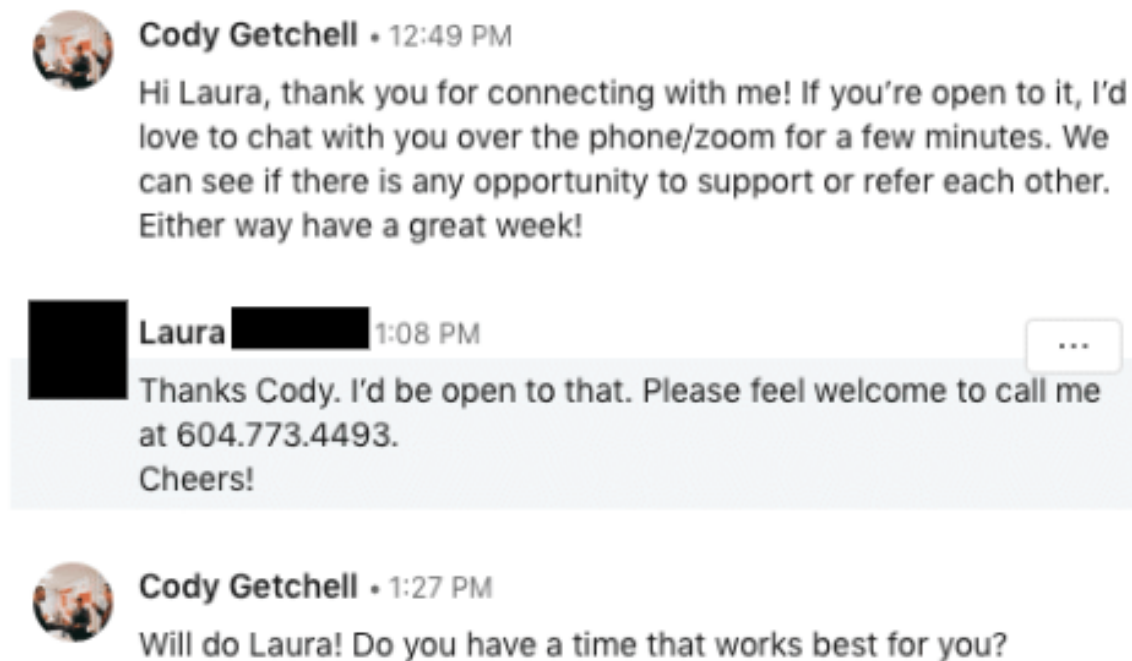 Cody Getchell • 12:49 PM
Hi Laura, thank you for connecting with me! If you’re open to it, I’d
love to chat with you over the phone/zoom for a few minutes. We
can see if there is any opportunity to support or refer each other.
Either way have a great week!
Laura 1:08 PM
...
Thanks Cody. I’d be open to that. Please feel welcome to call me
at 604.773.4493.
Cheers!
Cody Getchell • 1:27 PM
Will do Laura! Do you have a time that works best for you?